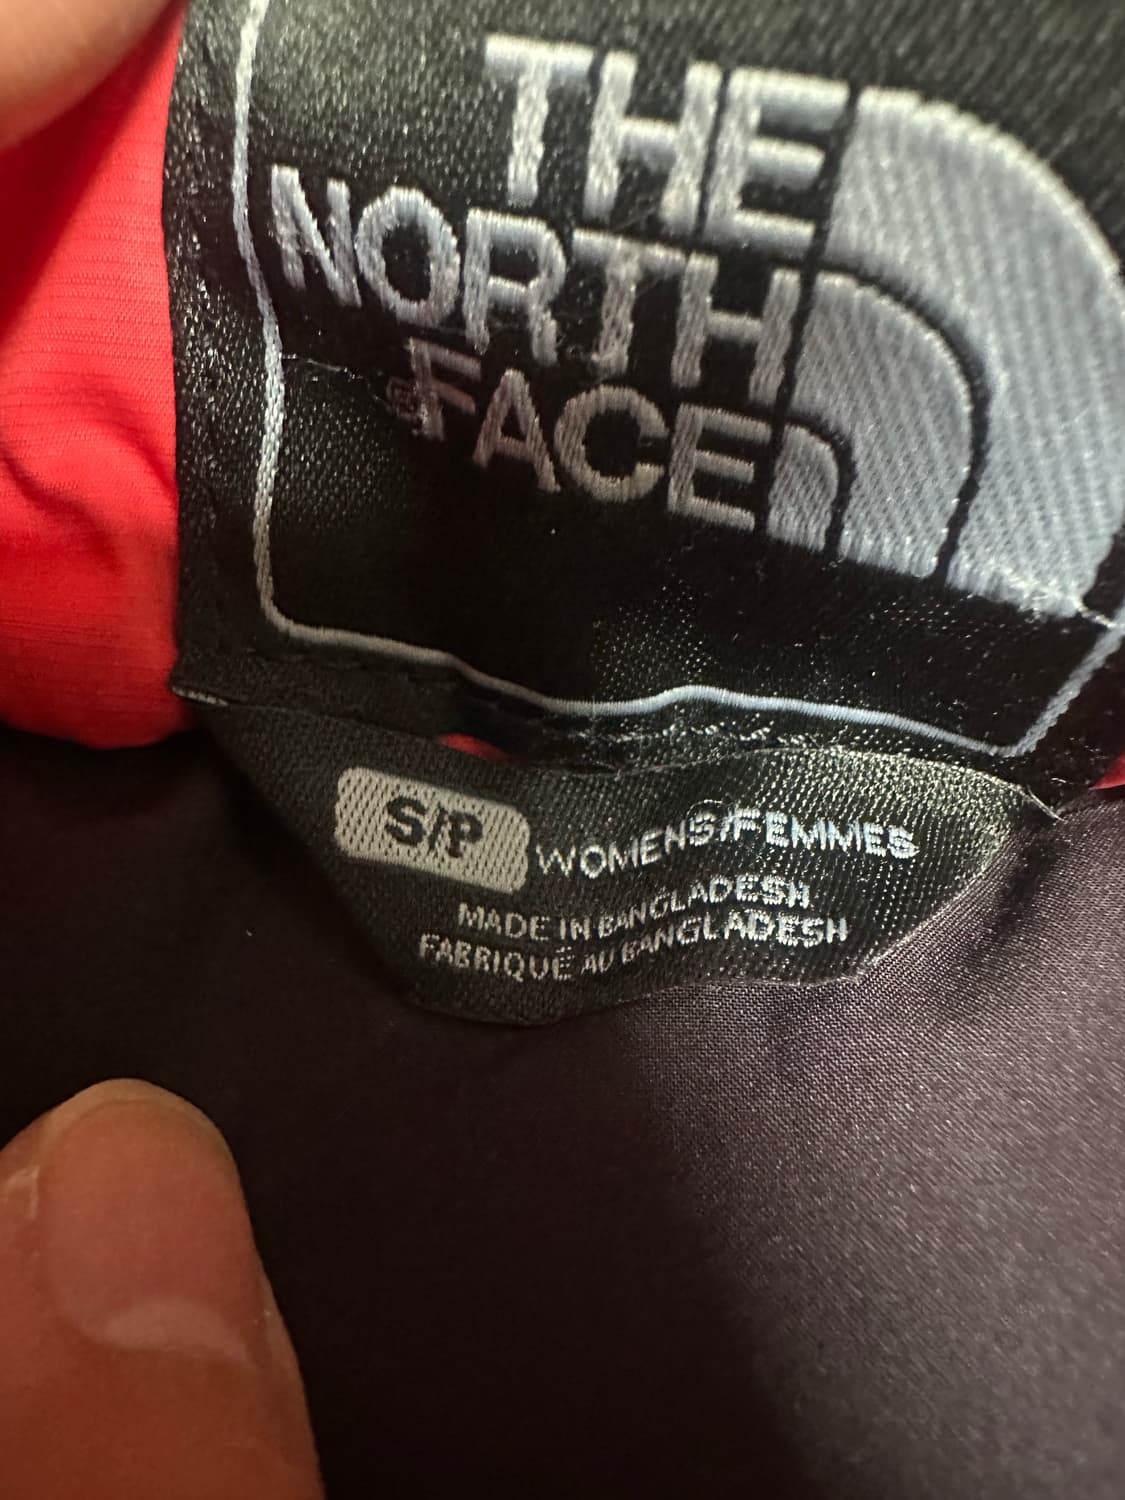 THE
NORTH
FACE
S/P WOMENS/FEMMES
MADE IN BANGLADESH
FABRIQUÉ AU BANGLADESH